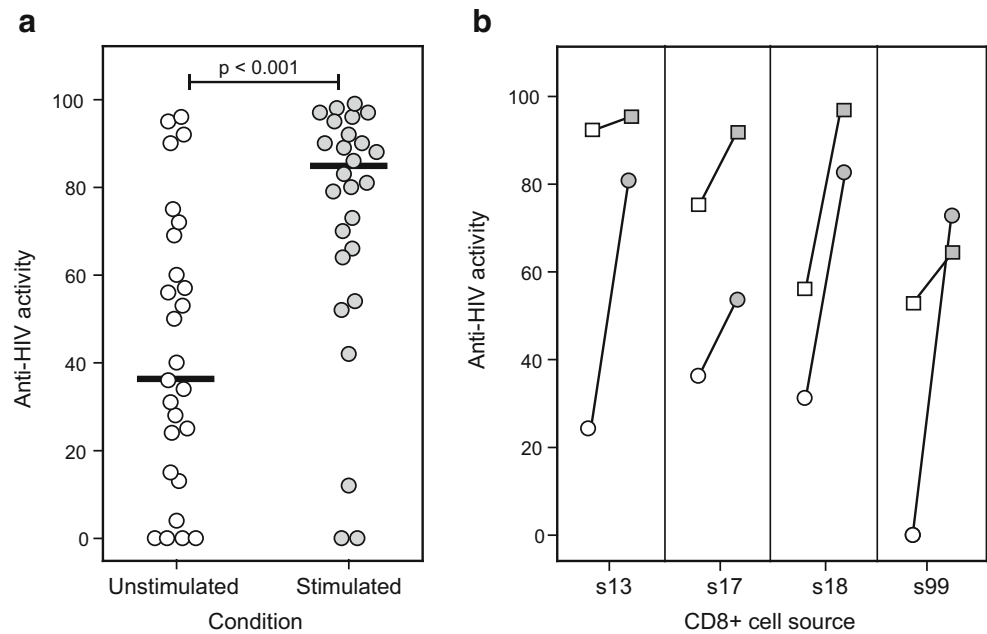 a
p < 0.001
100
80
60
40
20
0
Anti-HIV activity
Unstimulated Stimulated
Condition
b
100
80
60
40
20
0
Anti-HIV activity
s13 s17 s18 s99
CD8+ cell source